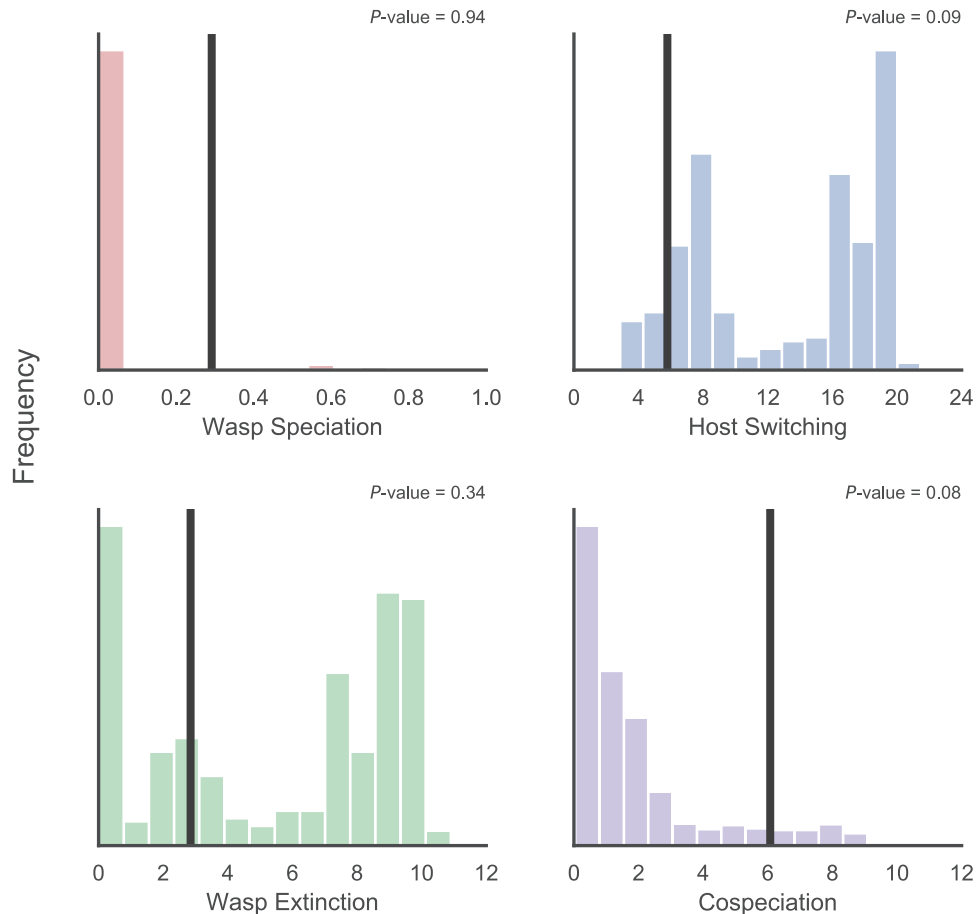 P-value = 0.94
0.0 0.2 0.4 0.6 0.8 1.0
Wasp Speciation
P-value = 0.09
0 4 8 12 16 20 24
Host Switching
Frequency
P-value = 0.34
0 2 4 6 8 10 12
Wasp Extinction
P-value = 0.08
0 2 4 6 8 10 12
Cospeciation